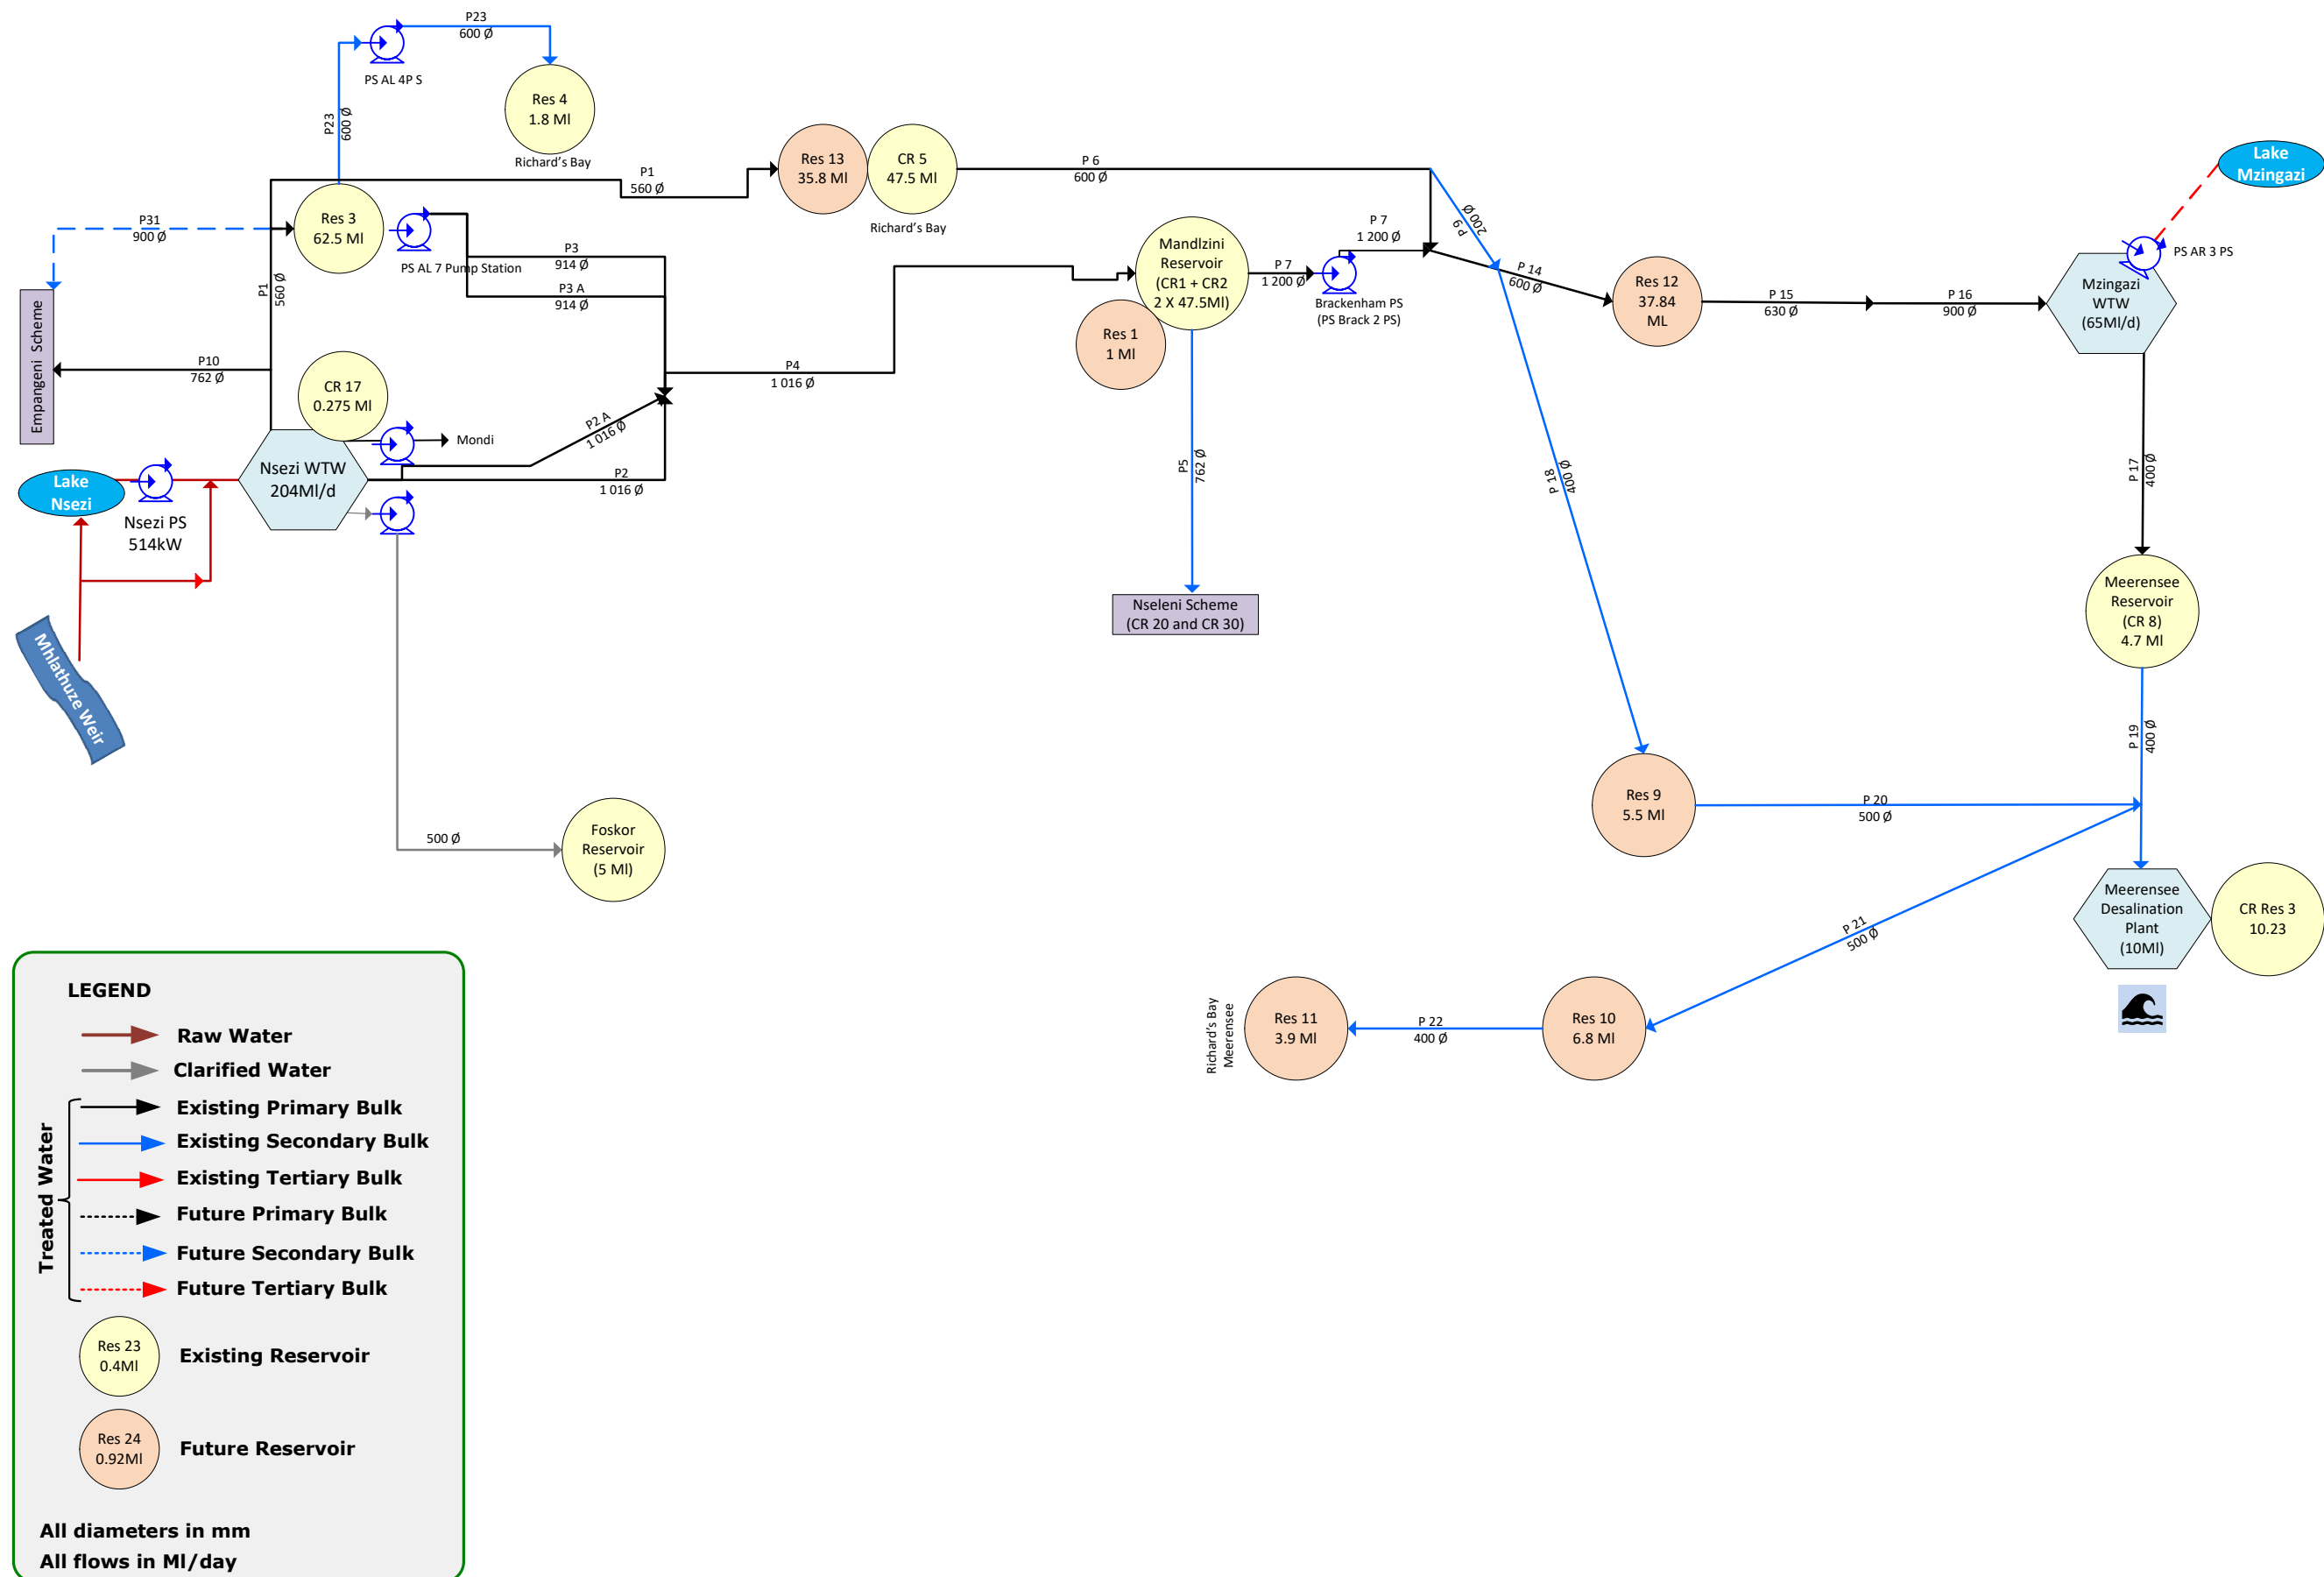 P23
600 Ø
PS AL 4P S
P23
600 Ø
Res 4
1.8 Ml
Richard's Bay
P1
560 Ø
Res 13
35.8 Ml
CR 5
47.5 Ml
Richard's Bay
P 6
600 Ø
P 9
200 Ø
Lake
Mzingazi
PS AR 3 PS
P31
900 Ø
Res 3
62.5 Ml
PS AL 7 Pump Station
P3
914 Ø
P3 A
914 Ø
P1
560 Ø
Mandlzini
Reservoir
(CR1 + CR2
2 X 47.5Ml)
Res 1
1 Ml
P 7
1 200 Ø
P 7
1 200 Ø
Brackenham PS
(PS Brack 2 PS)
P 14
600 Ø
Res 12
37.84
ML
P 15
630 Ø
P 16
900 Ø
Mzingazi
WTW
(65Ml/d)
Empangeni Scheme
P10
762 Ø
CR 17
0.275 Ml
Mondi
P4
1 016 Ø
P2 A
1 016 Ø
P2
1 016 Ø
Lake
Nsezi
Nsezi PS
514kW
Nsezi WTW
204Ml/d
P5
762 Ø
P 18
400 Ø
P 17
400 Ø
Nseleni Scheme
(CR 20 and CR 30)
Meerensee
Reservoir
(CR 8)
4.7 Ml
Mhlathuze Weir
P 19
400 Ø
Res 9
5.5 Ml
P 20
500 Ø
500 Ø
Foskor
Reservoir
(5 Ml)
Meerensee
Desalination
Plant
(10Ml)
CR Res 3
10.23
P 21
500 Ø
Richard's Bay
Meerensee
Res 11
3.9 Ml
P 22
400 Ø
Res 10
6.8 Ml
LEGEND
Raw Water
Clarified Water
Treated Water
Existing Primary Bulk
Existing Secondary Bulk
Existing Tertiary Bulk
Future Primary Bulk
Future Secondary Bulk
Future Tertiary Bulk
Res 23
0.4Ml
Existing Reservoir
Res 24
0.92Ml
Future Reservoir
All diameters in mm
All flows in Ml/day